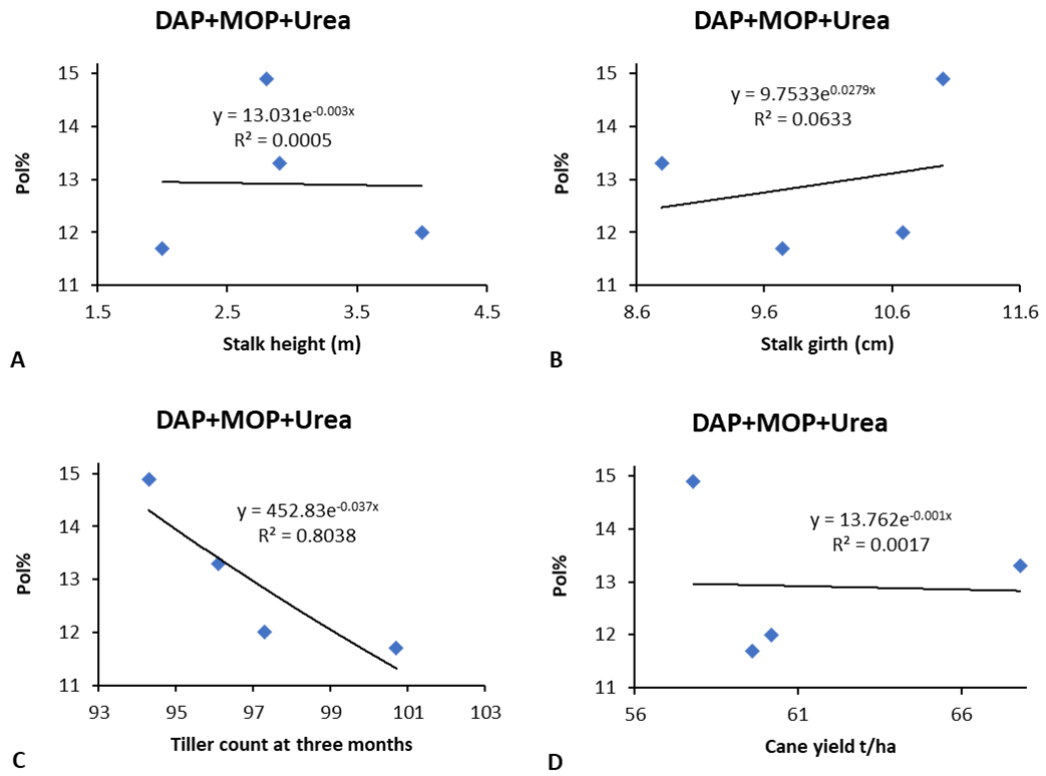 DAP+MOP+Urea
15
14
13
12
11
Pol%
y = 13.031e^-0.003x
R² = 0.0005
1.5 2.5 3.5 4.5
Stalk height (m)
A
DAP+MOP+Urea
15
14
13
12
11
Pol%
y = 9.7533e^0.0279x
R² = 0.0633
8.6 9.6 10.6 11.6
Stalk girth (cm)
B
DAP+MOP+Urea
15
14
13
12
11
Pol%
y = 452.83e^-0.037x
R² = 0.8038
93 95 97 99 101 103
Tiller count at three months
C
DAP+MOP+Urea
15
14
13
12
11
Pol%
y = 13.762e^-0.001x
R² = 0.0017
56 61 66
Cane yield t/ha
D